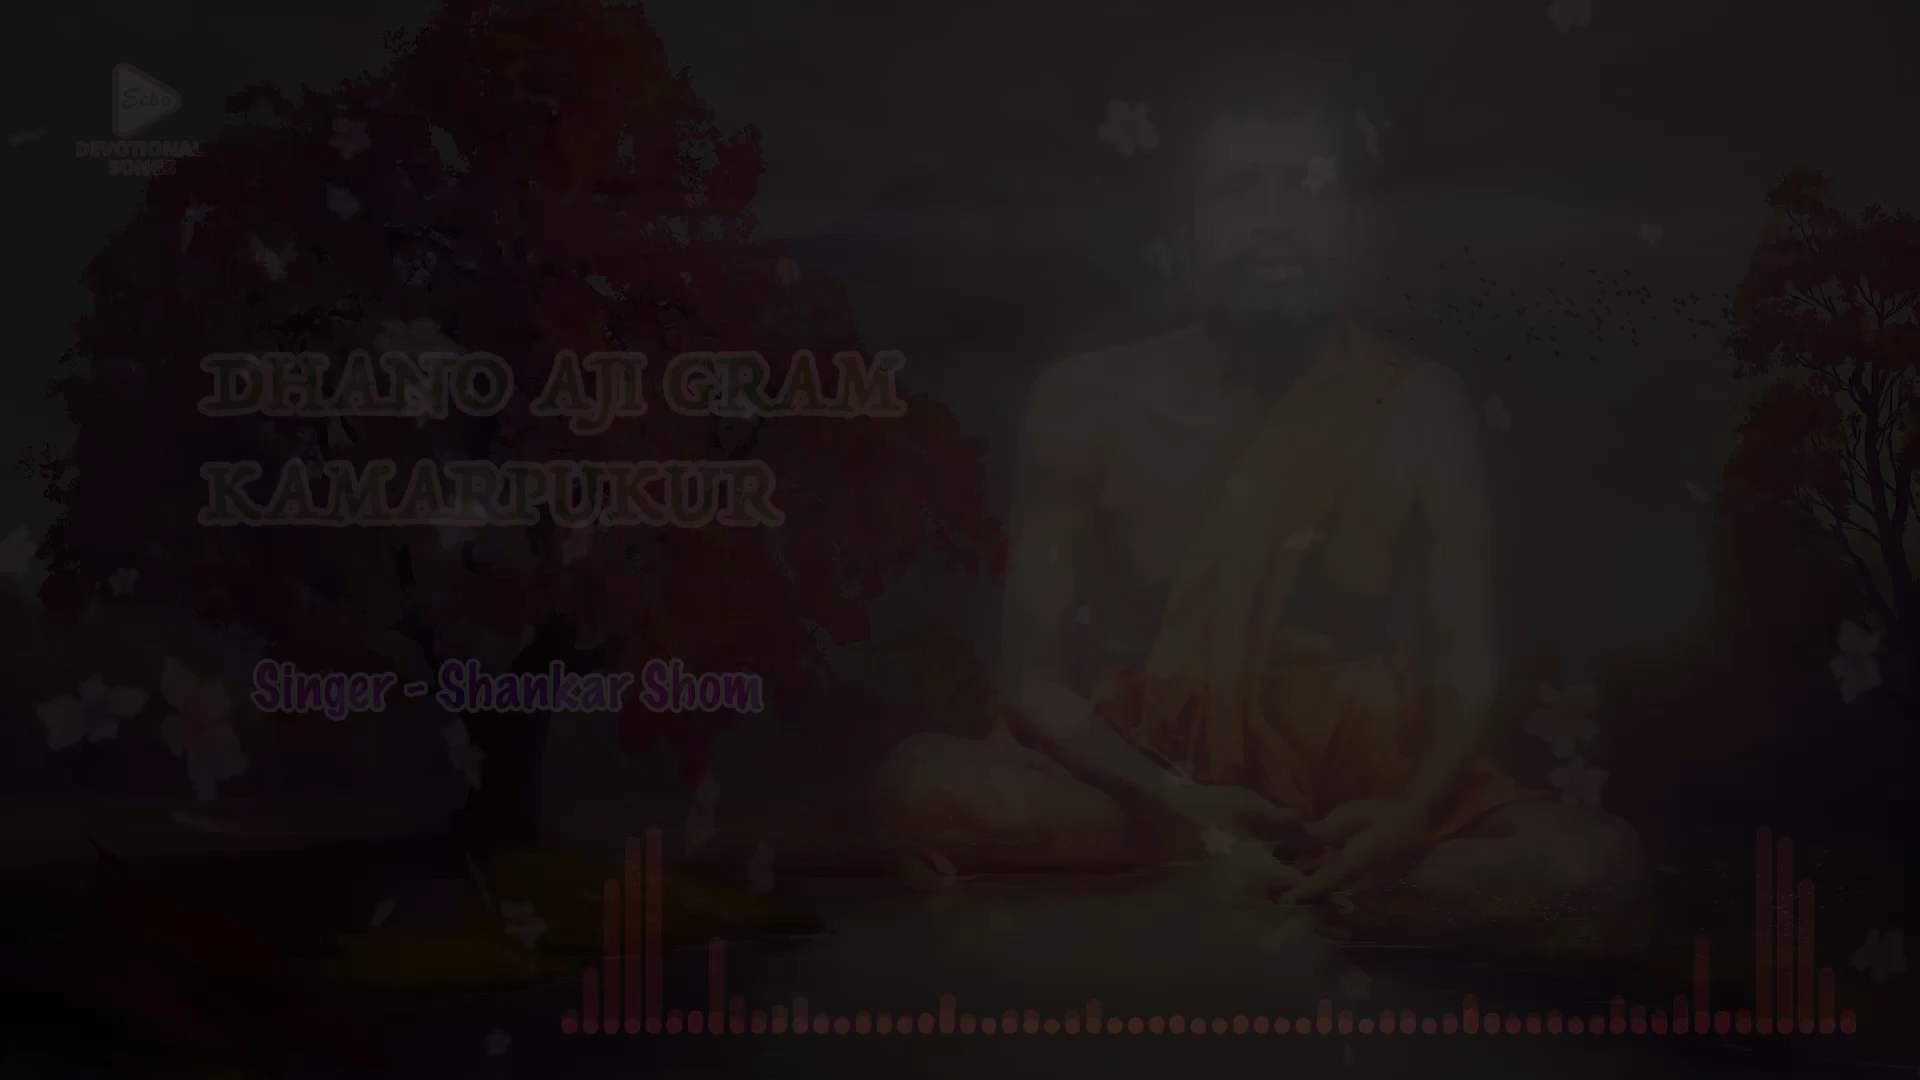 Echo
DEVOTIONAL
SONGS
DHANO AJI GRAM
KAMARPUKUR
Singer - Shankar Shom